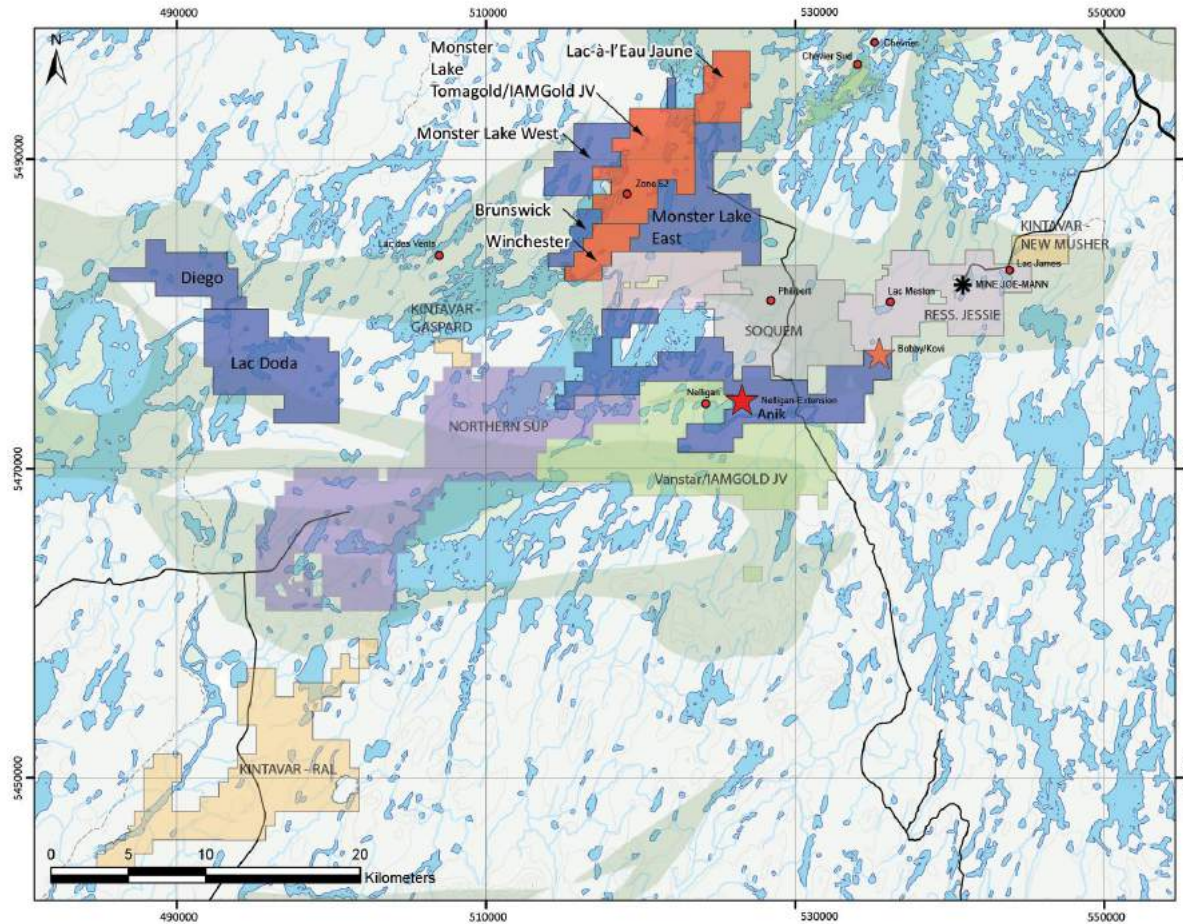 490000
510000
530000
550000
N
Monster
Lake
Tomagold/IAMGold JV
Lac-à-l'Eau Jaune
Chevrier
Chevrier Sud
5490000
5490000
Monster Lake West
Zone 52
Brunswick
Monster Lake
East
Winchester
Lac des Vents
KINTAVAR -
NEW MUSHER
Lac James
Diego
MINE JOE-MANN
Philibert
Lac Meston
KINTAVAR -
GASPARD
SOQUEM
RESS. JESSIE
Lac Doda
Bobby/Kovi
Nelligan
Nelligan-Extension
Anik
NORTHERN SUP
5470000
5470000
Vanstar/IAMGOLD JV
KINTAVAR - RAL
5450000
5450000
0
5
10
20
Kilometers
490000
510000
530000
550000